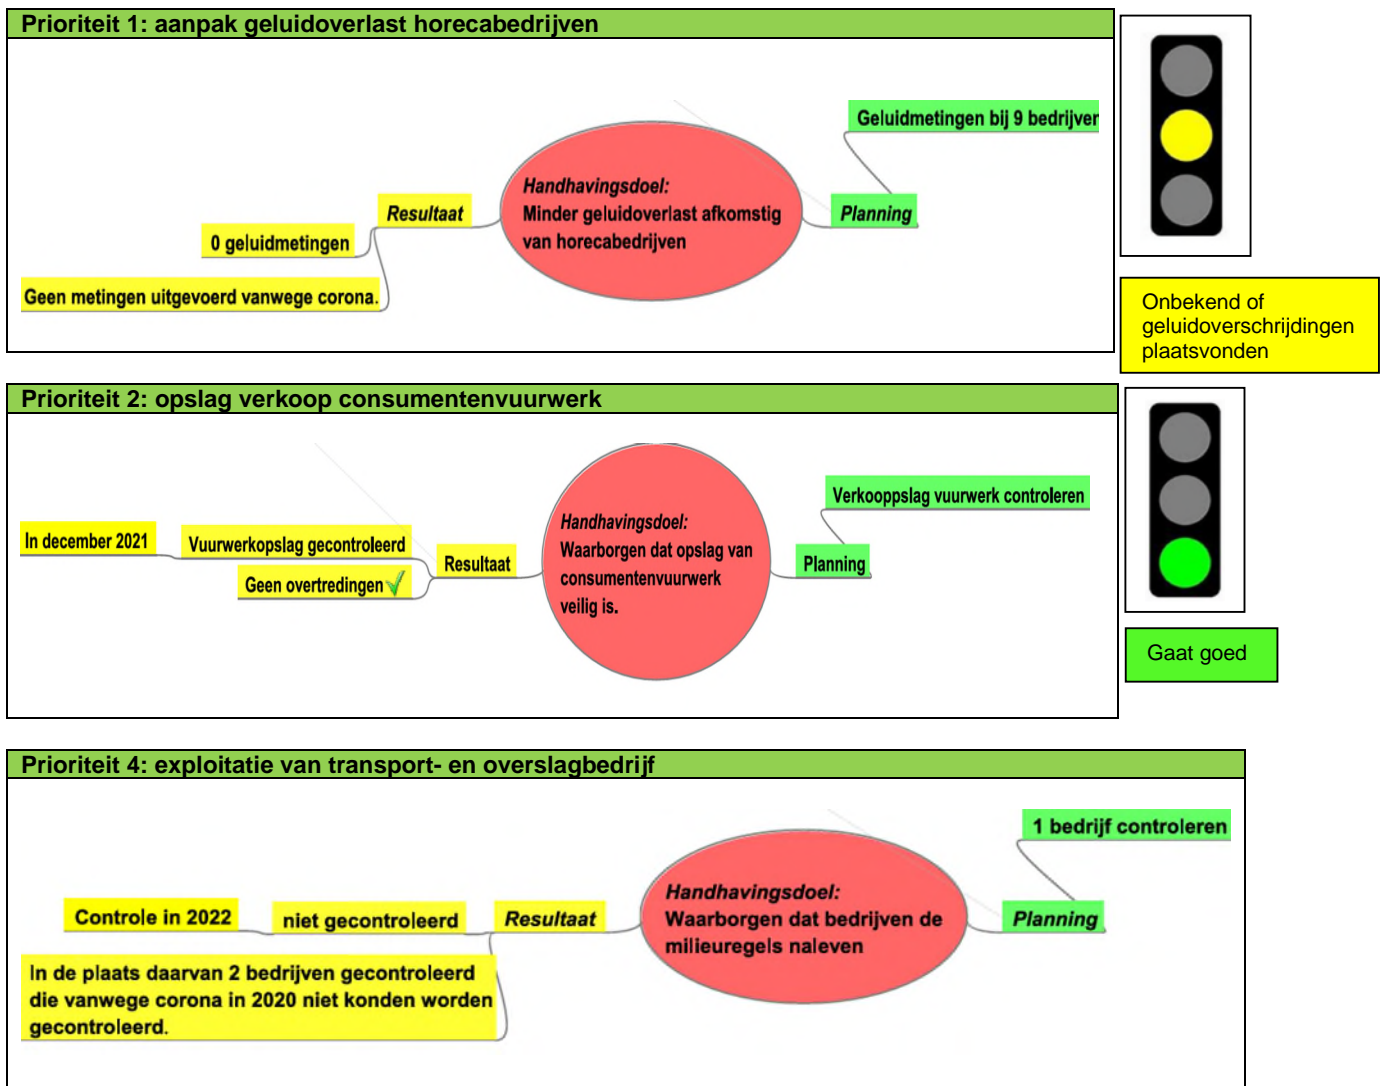 Prioriteit 1: aanpak geluidoverlast horecabedrijven
Geluidmetingen bij 9 bedrijven
Handhavingsdoel:
Minder geluidoverlast afkomstig
van horecabedrijven
Resultaat
Planning
0 geluidmetingen
Geen metingen uitgevoerd vanwege corona.
Onbekend of
geluidoverschrijdingen
plaatsvonden
Prioriteit 2: opslag verkoop consumentenvuurwerk
Verkooppslag vuurwerk controleren
Handhavingsdoel:
Waarborgen dat opslag van
consumentenvuurwerk
veilig is.
In december 2021
Vuurwerkopslag gecontroleerd
Resultaat
Planning
Geen overtredingen
Gaat goed
Prioriteit 4: exploitatie van transport- en overslagbedrijf
1 bedrijf controleren
Handhavingsdoel:
Waarborgen dat bedrijven de
milieuregels naleven
Controle in 2022
niet gecontroleerd
Resultaat
Planning
In de plaats daarvan 2 bedrijven gecontroleerd
die vanwege corona in 2020 niet konden worden
gecontroleerd.